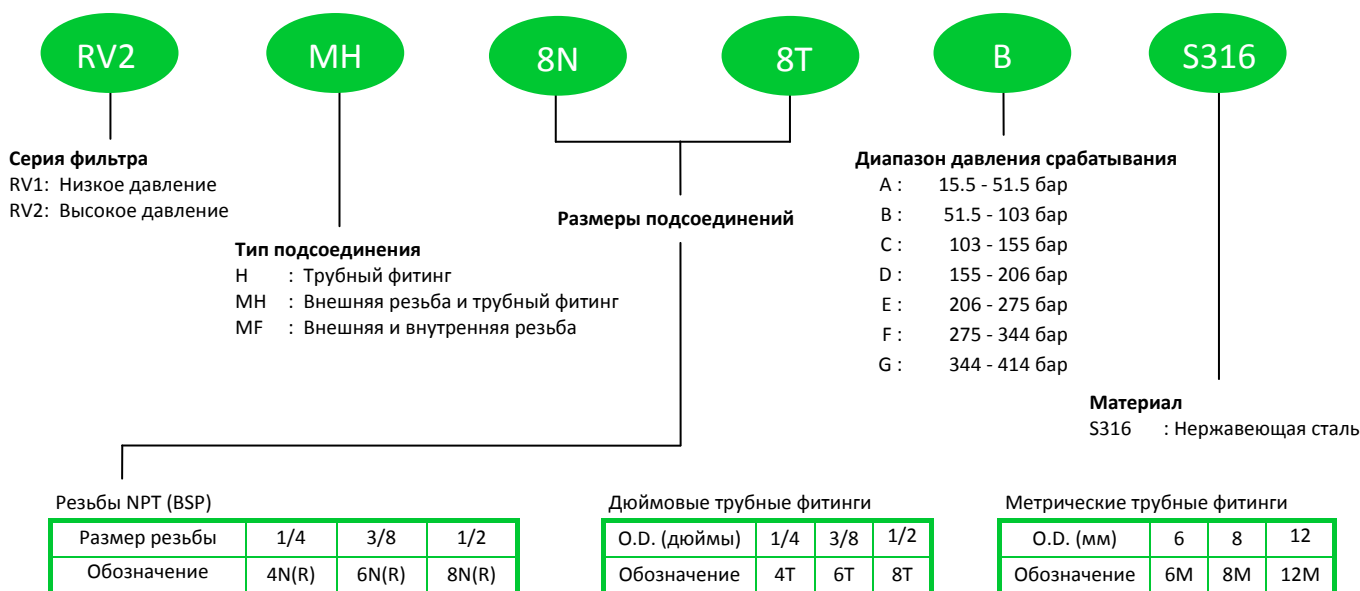 RV2 MH 8N 8T B S316
Серия фильтра
RV1: Низкое давление
RV2: Высокое давление
Тип подсоединения
H : Трубный фитинг
MH : Внешняя резьба и трубный фитинг
MF : Внешняя и внутренняя резьба
Размеры подсоединений
Диапазон давления срабатывания
A : 15.5 - 51.5 бар
B : 51.5 - 103 бар
C : 103 - 155 бар
D : 155 - 206 бар
E : 206 - 275 бар
F : 275 - 344 бар
G : 344 - 414 бар
Материал
S316 : Нержавеющая сталь
Резьбы NPT (BSP)
Размер резьбы 1/4 3/8 1/2
Обозначение 4N(R) 6N(R) 8N(R)
Дюймовые трубные фитинги
O.D. (дюймы) 1/4 3/8 1/2
Обозначение 4T 6T 8T
Метрические трубные фитинги
O.D. (мм) 6 8 12
Обозначение 6M 8M 12M